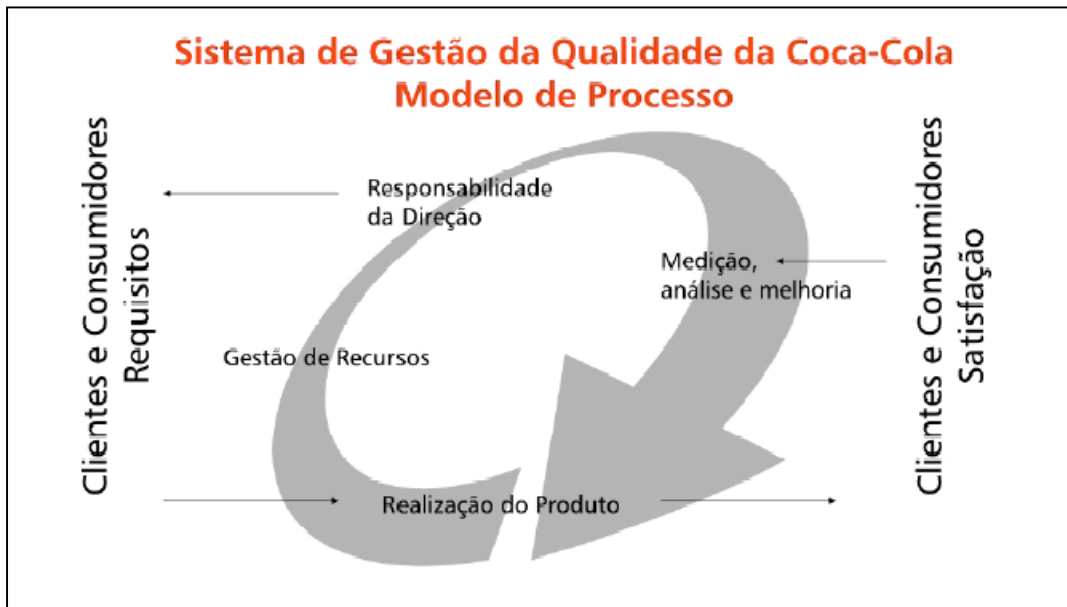 Sistema de Gestão da Qualidade da Coca-Cola
Modelo de Processo
Clientes e Consumidores
Requisitos
Responsabilidade
da Direção
Medição,
análise e melhoria
Gestão de Recursos
Realização do Produto
Clientes e Consumidores
Satisfação